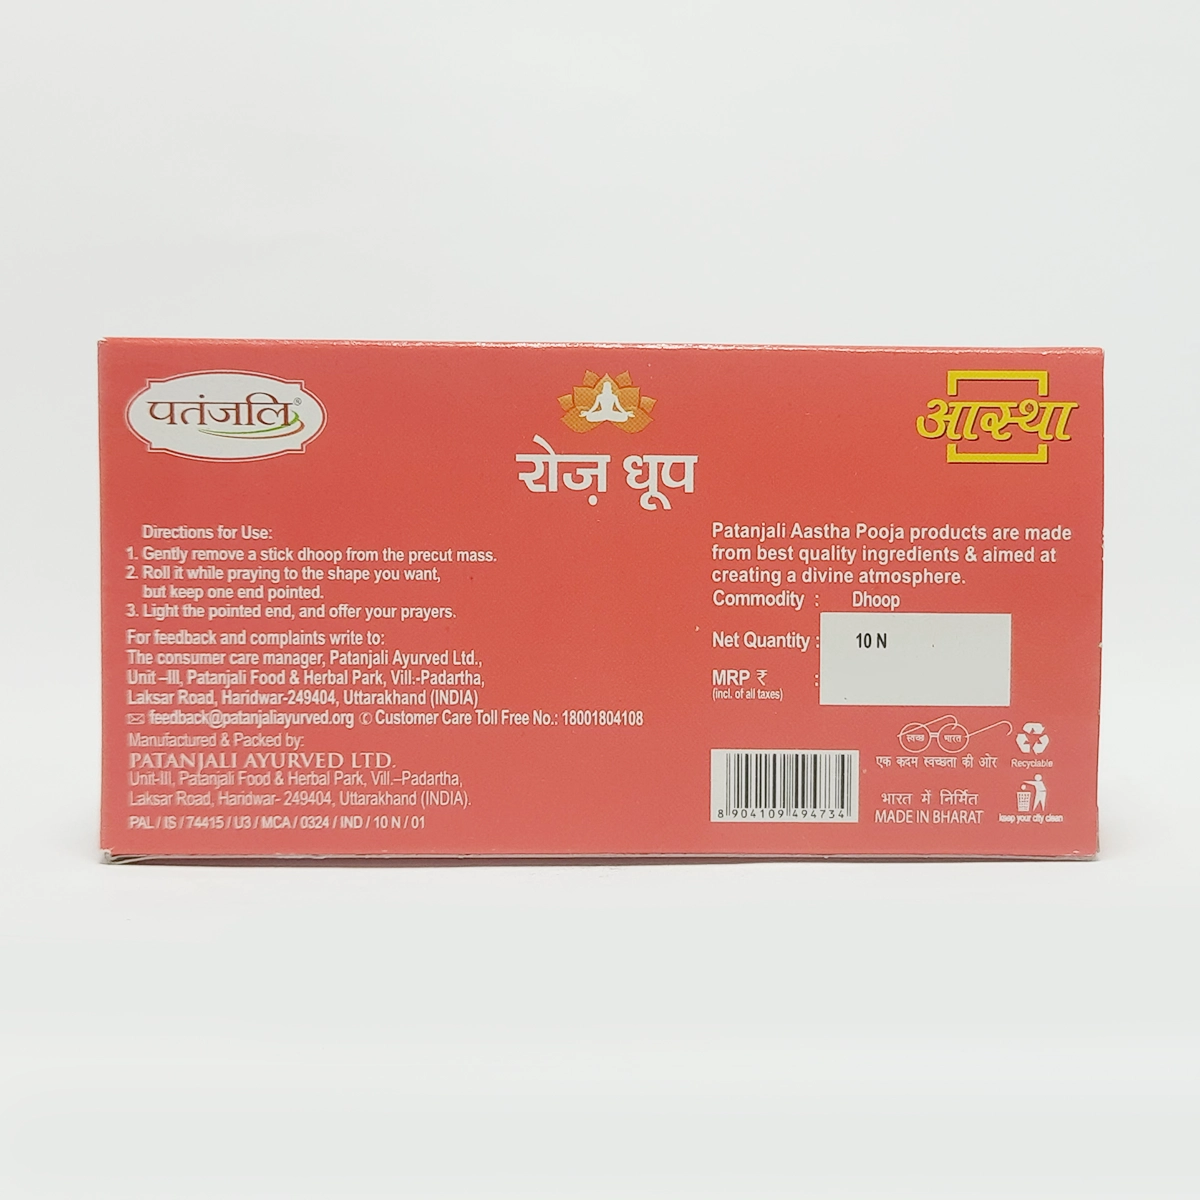 पतंजलि®
रोज़ धूप
आस्था
Directions for Use:
1. Gently remove a stick dhoop from the precut mass.
2. Roll it while praying to the shape you want,
but keep one end pointed.
3. Light the pointed end, and offer your prayers.
For feedback and complaints write to:
The consumer care manager, Patanjali Ayurved Ltd.,
Unit –III, Patanjali Food & Herbal Park, Vill.-Padartha,
Laksar Road, Haridwar-249404, Uttarakhand (INDIA)
feedback@patanjaliayurved.org Customer Care Toll Free No.: 18001804108
Manufactured & Packed by:
PATANJALI AYURVED LTD.
Unit-III, Patanjali Food & Herbal Park, Vill.–Padartha,
Laksar Road, Haridwar- 249404, Uttarakhand (INDIA).
PAL / IS / 74415 / U3 / MCA / 0324 / IND / 10 N / 01
Patanjali Aastha Pooja products are made
from best quality ingredients & aimed at
creating a divine atmosphere.
Commodity : Dhoop
Net Quantity : 10 N
MRP ₹ :
(incl. of all taxes)
8 904109 494734
स्वच्छ भारत
एक कदम स्वच्छता की ओर
Recyclable
भारत में निर्मित
MADE IN BHARAT
keep your city clean